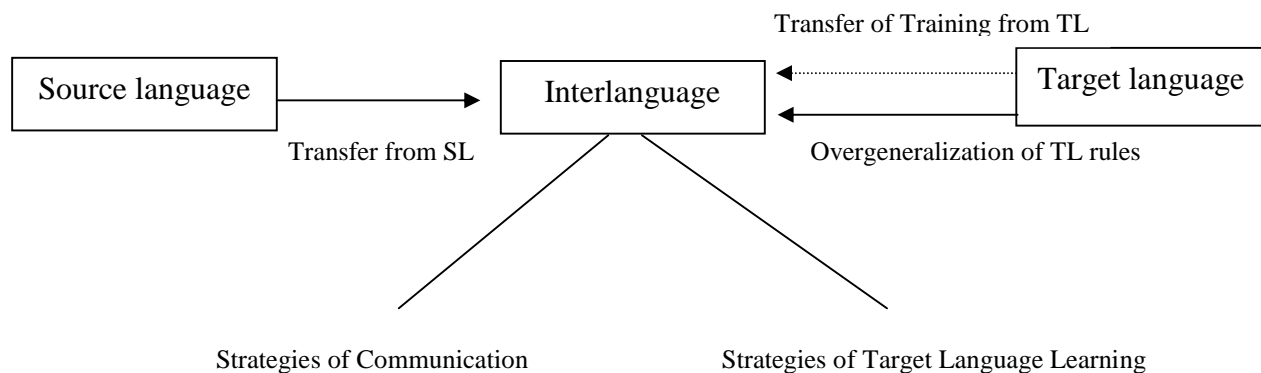 Transfer of Training from TL
Source language
Interlanguage
Target language
Transfer from SL
Overgeneralization of TL rules
Strategies of Communication
Strategies of Target Language Learning